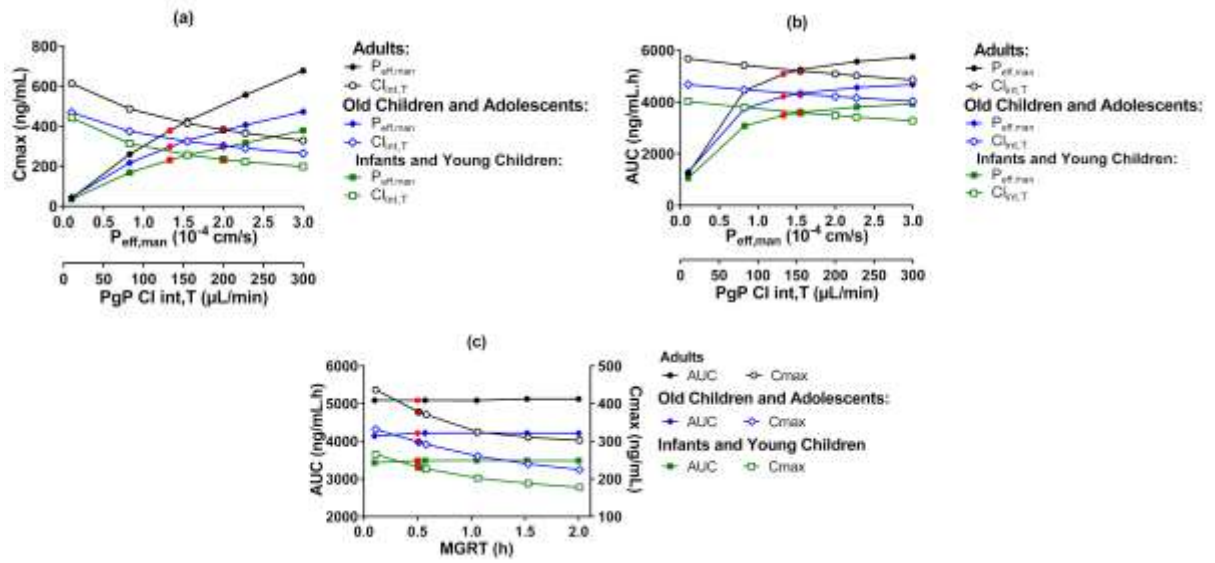 (a)
800
600
400
200
0
Cmax (ng/mL)
0.0 0.5 1.0 1.5 2.0 2.5 3.0
Peff,man (10-4 cm/s)
0 50 100 150 200 250 300
PgP Cl int,T (µL/min)
Adults:
Peff,man
Clint,T
Old Children and Adolescents:
Peff,man
Clint,T
Infants and Young Children:
Peff,man
Clint,T
(b)
6000
4000
2000
0
AUC (ng/mL.h)
0.0 0.5 1.0 1.5 2.0 2.5 3.0
Peff,man (10-4 cm/s)
0 50 100 150 200 250 300
PgP Cl int,T (µL/min)
Adults:
Peff,man
Clint,T
Old Children and Adolescents:
Peff,man
Clint,T
Infants and Young Children:
Peff,man
Clint,T
(c)
6000
5000
4000
3000
2000
AUC (ng/mL.h)
500
400
300
200
100
Cmax (ng/mL)
0.0 0.5 1.0 1.5 2.0
MGRT (h)
Adults
AUC Cmax
Old Children and Adolescents:
AUC Cmax
Infants and Young Children
AUC Cmax